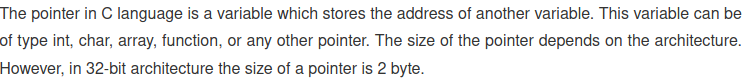 The pointer in C language is a variable which stores the address of another variable. This variable can be
of type int, char, array, function, or any other pointer. The size of the pointer depends on the architecture.
However, in 32-bit architecture the size of a pointer is 2 byte.